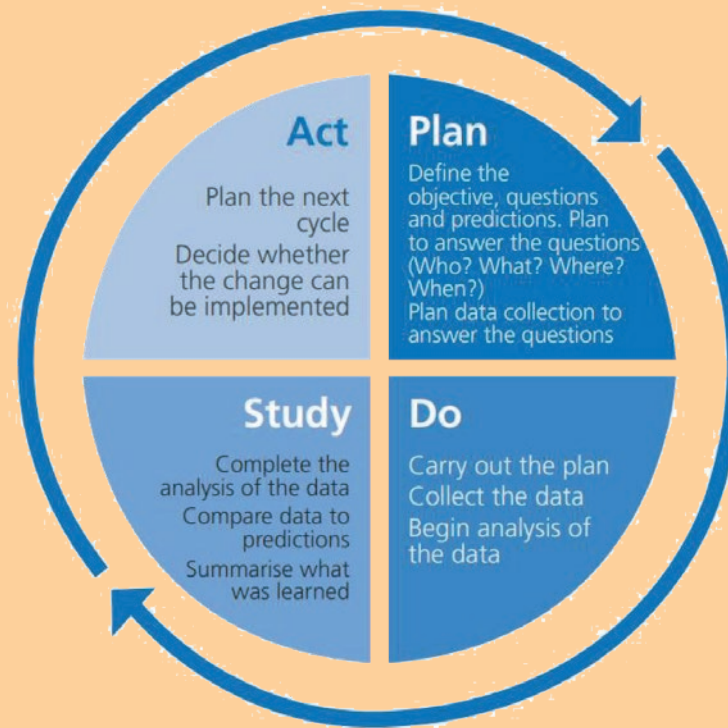 Act
Plan the next
cycle
Decide whether
the change can
be implemented
Plan
Define the
objective, questions
and predictions. Plan
to answer the questions
(Who? What? Where?
When?)
Plan data collection to
answer the questions
Study
Complete the
analysis of the data
Compare data to
predictions
Summarise what
was learned
Do
Carry out the plan
Collect the data
Begin analysis of
the data